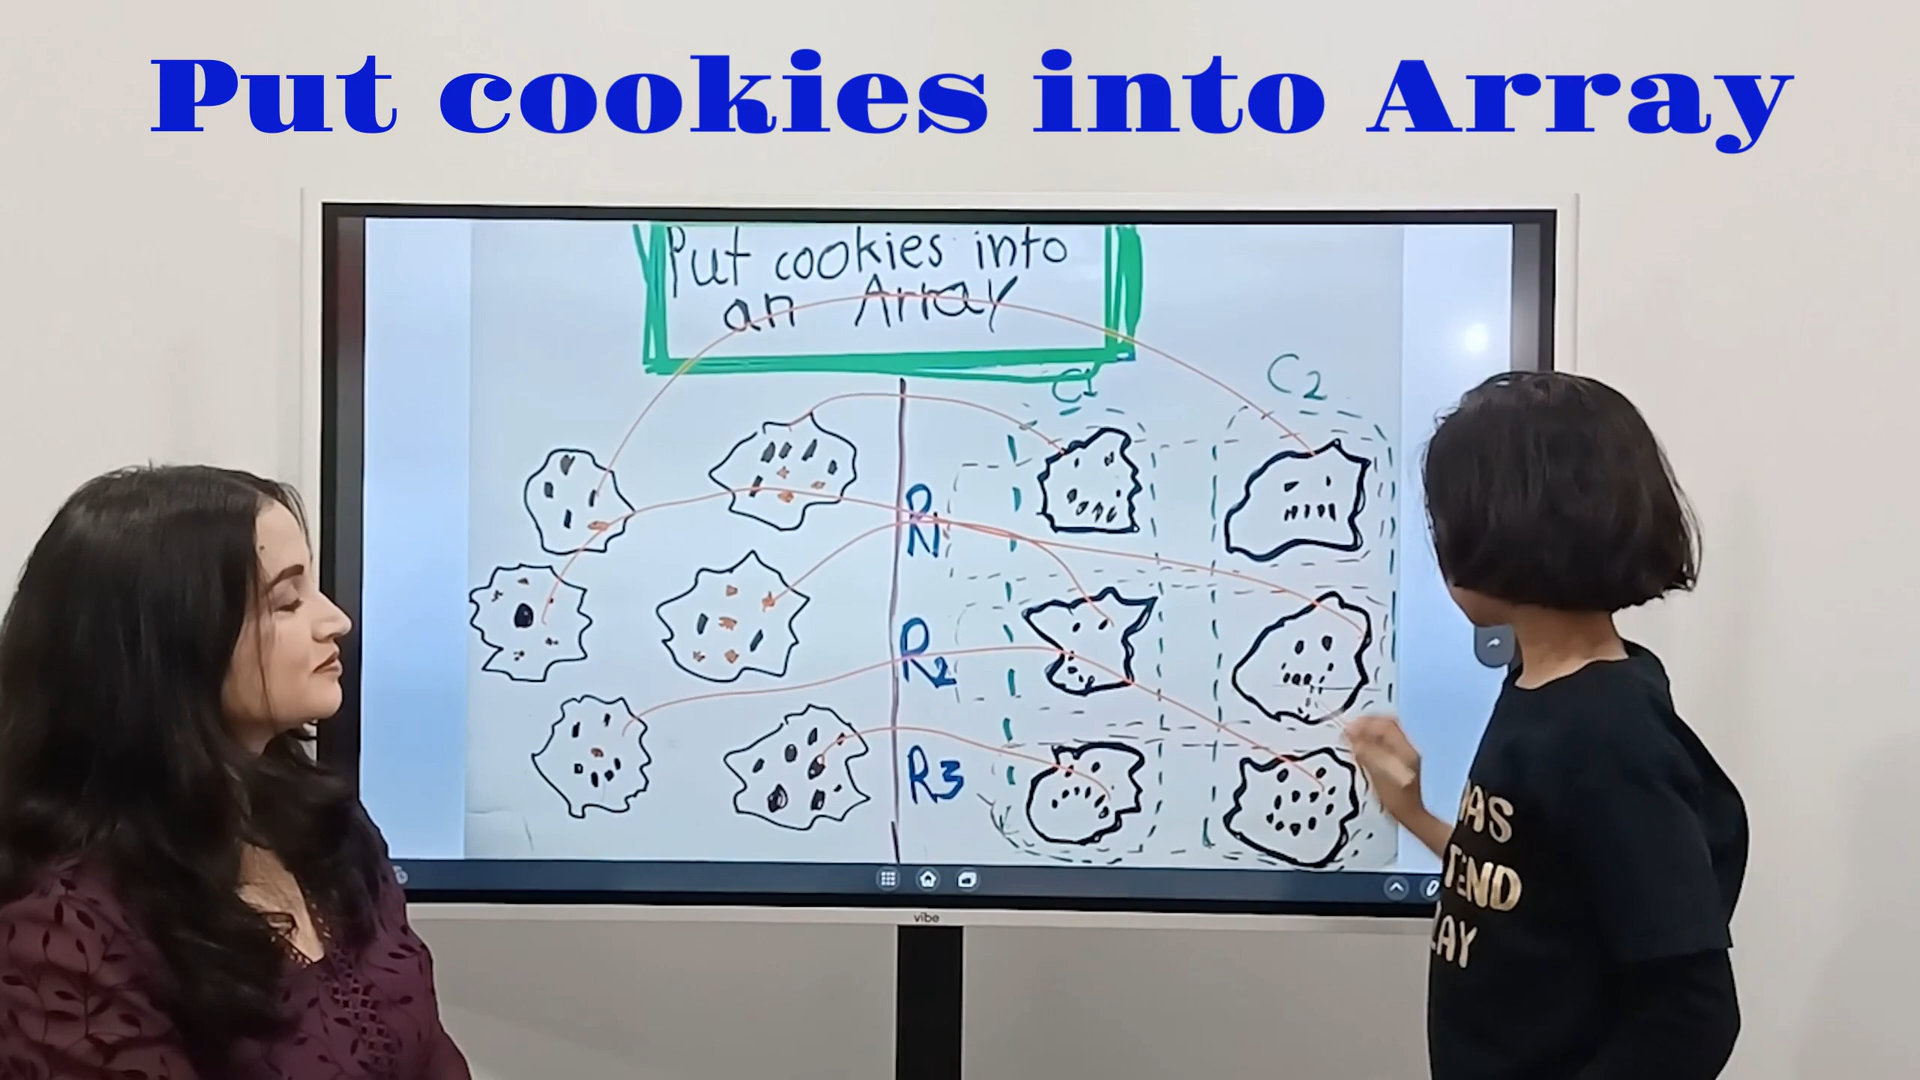 Put cookies into Array
Put cookies into
an Array
C1
C2
R1
R2
R3
vibe